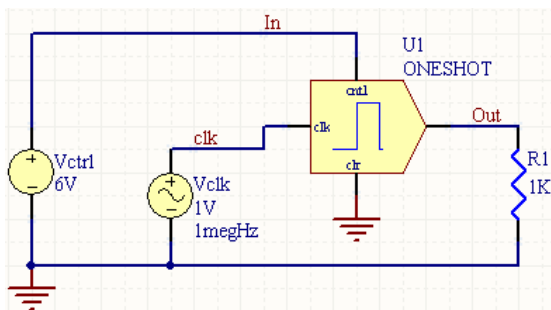 In
U1
ONESHOT
cntl
clk
clr
Out
clk
Vctrl
6V
Vclk
1V
1megHz
R1
1K